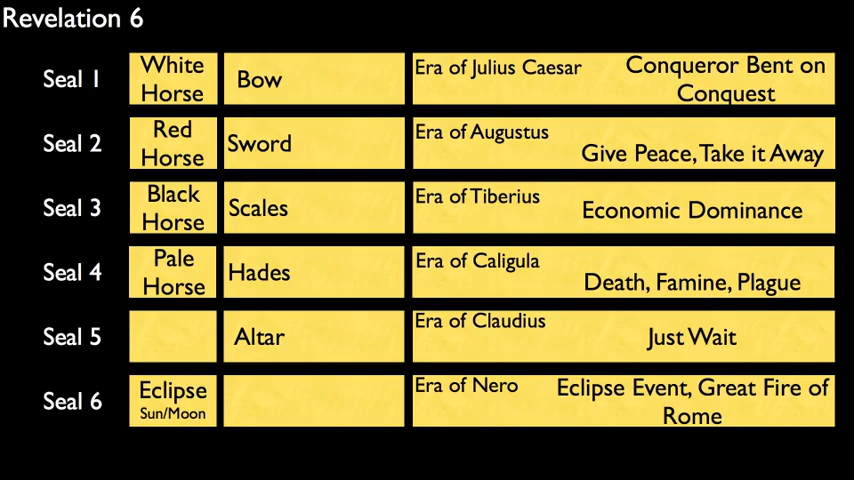 Revelation 6
Seal 1
White
Horse
Bow
Era of Julius Caesar
Conqueror Bent on
Conquest
Seal 2
Red
Horse
Sword
Era of Augustus
Give Peace, Take it Away
Seal 3
Black
Horse
Scales
Era of Tiberius
Economic Dominance
Seal 4
Pale
Horse
Hades
Era of Caligula
Death, Famine, Plague
Seal 5
Altar
Era of Claudius
Just Wait
Seal 6
Eclipse
Sun/Moon
Era of Nero
Eclipse Event, Great Fire of
Rome